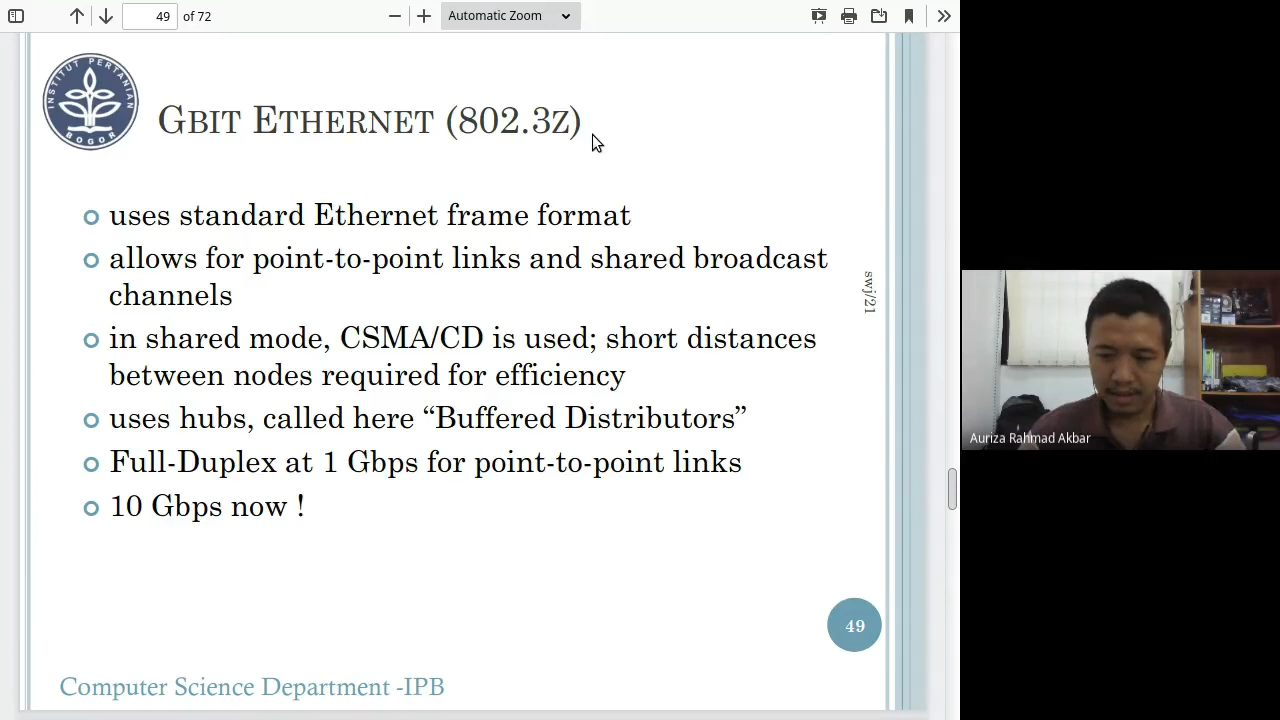 49 of 72
Automatic Zoom
INSTITUT PERTANIAN
BOGOR
GBIT ETHERNET (802.3Z)
uses standard Ethernet frame format
allows for point-to-point links and shared broadcast
channels
in shared mode, CSMA/CD is used; short distances
between nodes required for efficiency
uses hubs, called here “Buffered Distributors”
Full-Duplex at 1 Gbps for point-to-point links
10 Gbps now !
swj/21
49
Computer Science Department -IPB
Auriza Rahmad Akbar